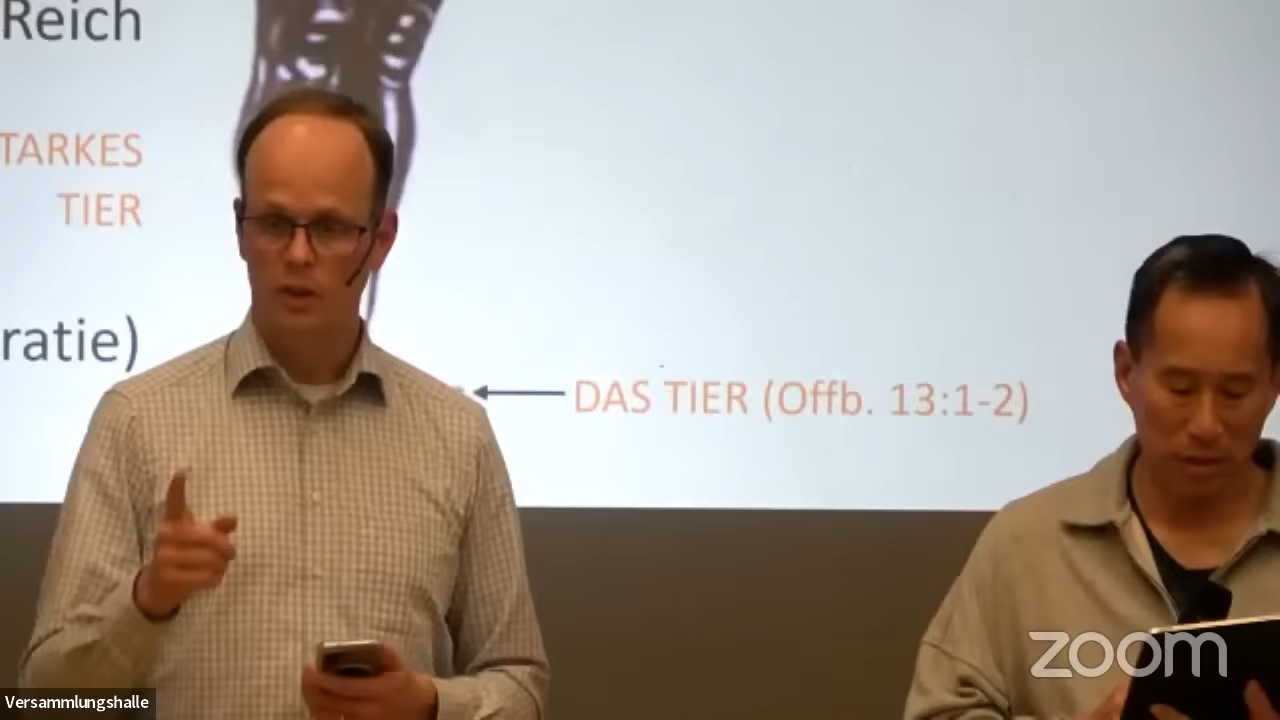 Reich
TARKES
TIER
ratie)
DAS TIER (Offb. 13:1-2)
zoom
Versammlungshalle